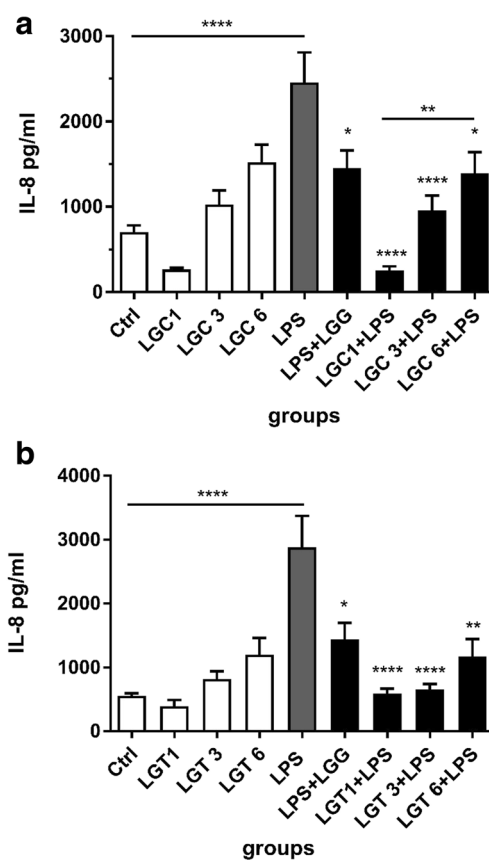 a
****
3000
2000
1000
0
IL-8 pg/ml
*
**
****
****
*
Ctrl
LGC1
LGC 3
LGC 6
LPS
LPS+LGG
LGC1+LPS
LGC 3+LPS
LGC 6+LPS
groups
b
****
4000
3000
2000
1000
0
IL-8 pg/ml
*
****
****
**
Ctrl
LGT1
LGT 3
LGT 6
LPS
LPS+LGG
LGT1+LPS
LGT 3+LPS
LGT 6+LPS
groups